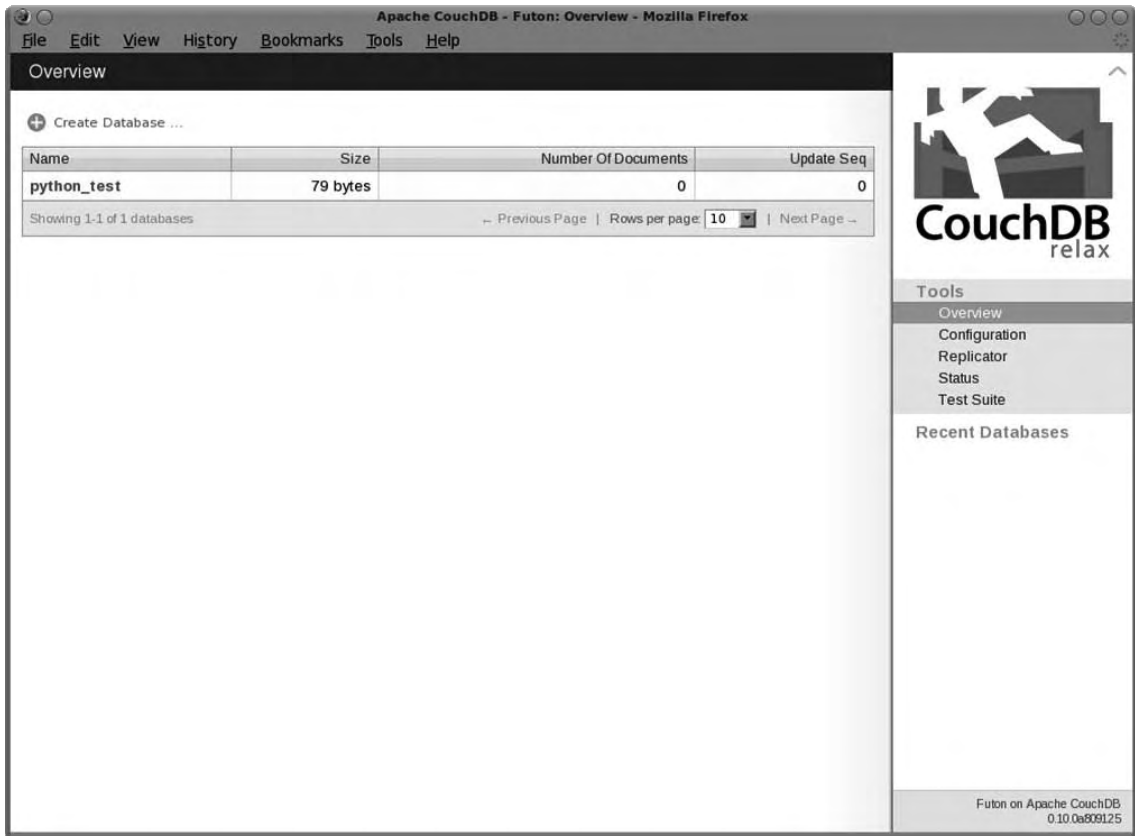 Apache CouchDB - Futon: Overview - Mozilla Firefox
File Edit View History Bookmarks Tools Help
Overview
Create Database ...
Name Size Number Of Documents Update Seq
python_test 79 bytes 0 0
Showing 1-1 of 1 databases ← Previous Page | Rows per page: 10 | Next Page →
CouchDB
relax
Tools
Overview
Configuration
Replicator
Status
Test Suite
Recent Databases
Futon on Apache CouchDB
0.10.0a809125